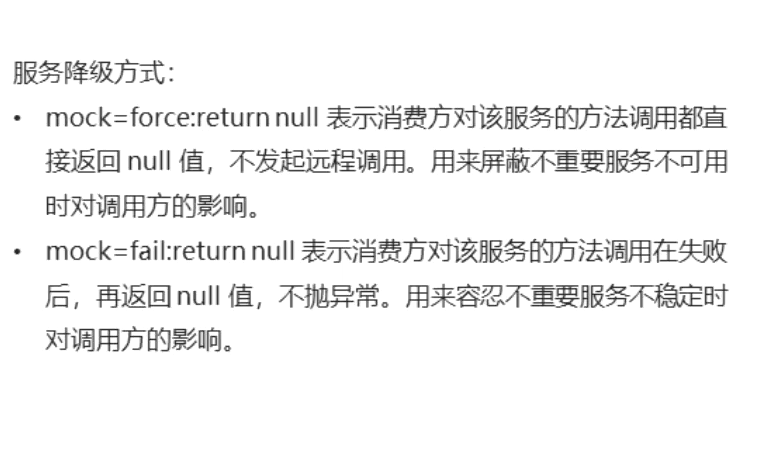 服务降级方式：
• mock=force:return null 表示消费方对该服务的方法调用都直
接返回 null 值，不发起远程调用。用来屏蔽不重要服务不可用
时对调用方的影响。
• mock=fail:return null 表示消费方对该服务的方法调用在失败
后，再返回 null 值，不抛异常。用来容忍不重要服务不稳定时
对调用方的影响。